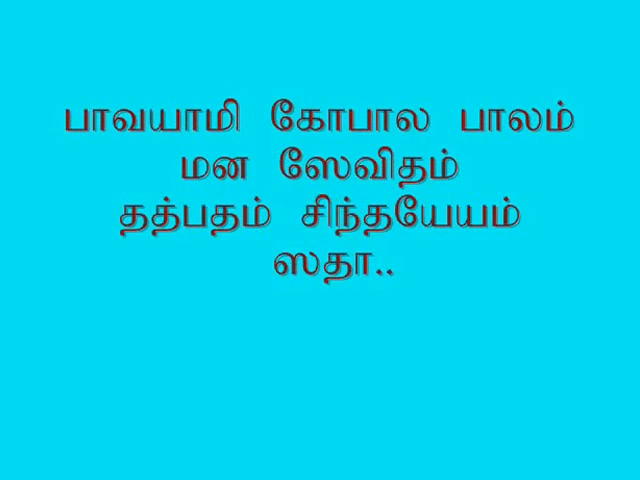 பாவயாமி கோபால பாலம்
மன ஸேவிதம்
தத்பதம் சிந்தயேயம்
ஸதா..